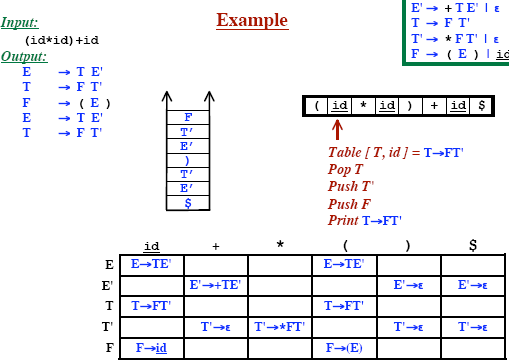 Example
Input:
(id*id)+id
Output:
E → T E'
T → F T'
F → ( E )
E → T E'
T → F T'
E' → + T E' | ε
T → F T'
T' → * F T' | ε
F → ( E ) | id
F
T'
E'
)
T'
E'
$
( id * id ) + id $
Table [ T, id ] = T→FT'
Pop T
Push T'
Push F
Print T→FT'
id + * ( ) $
E E→TE' E→TE'
E' E'→+TE' E'→ε E'→ε
T T→FT' T→FT'
T' T'→ε T'→*FT' T'→ε T'→ε
F F→id F→(E)